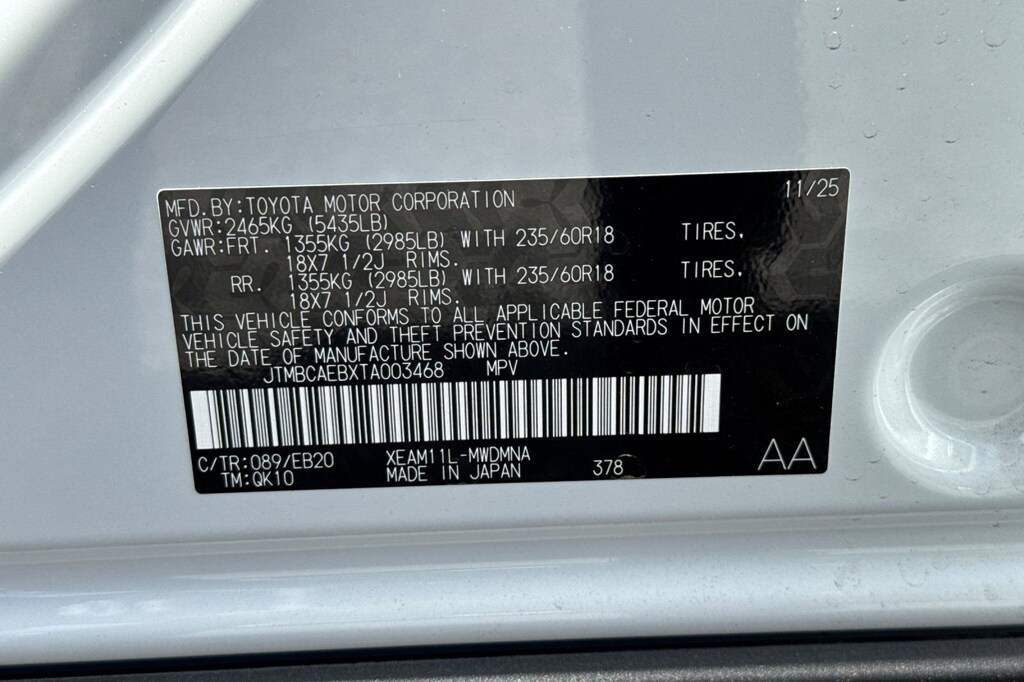 MFD.BY:TOYOTA MOTOR CORPORATION 11/25
GVWR:2465KG (5435LB)
GAWR:FRT. 1355KG (2985LB) WITH 235/60R18 TIRES.
18X7 1/2J RIMS.
RR. 1355KG (2985LB) WITH 235/60R18 TIRES.
18X7 1/2J RIMS.
THIS VEHICLE CONFORMS TO ALL APPLICABLE FEDERAL MOTOR
VEHICLE SAFETY AND THEFT PREVENTION STANDARDS IN EFFECT ON
THE DATE OF MANUFACTURE SHOWN ABOVE.
JTMBCAEBXTA003468 MPV
C/TR:089/EB20 XEAM11L-MWDMNA
TM:QK10 MADE IN JAPAN 378 AA